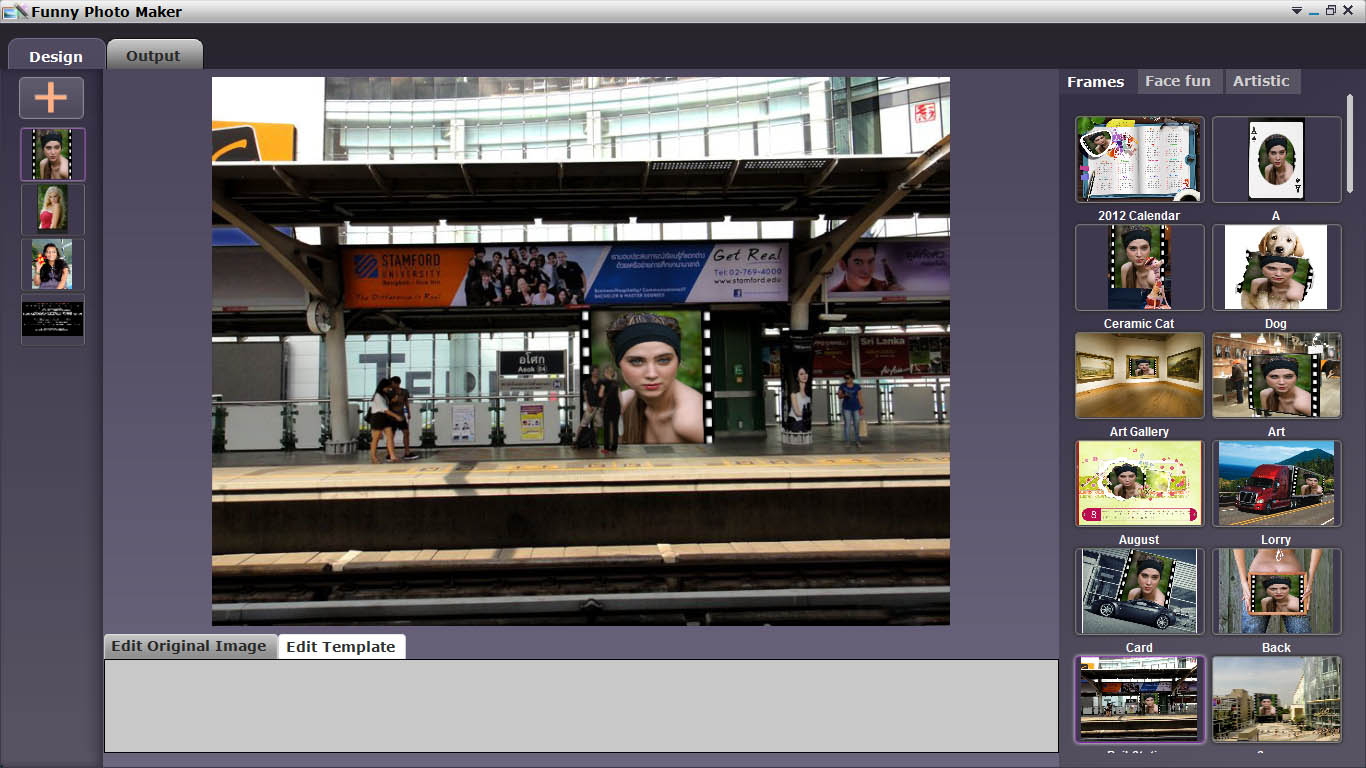 Funny Photo Maker
Design
Output
Frames
Face fun
Artistic
STAMFORD
UNIVERSITY
Bangkok - Hua Hin
The Difference is Real
Get Real
Tel: 02-769-4000
www.stamford.edu
BACHELOR & MASTER DEGREES
อโศก
Asok
Sri Lanka
2012 Calendar
A
Ceramic Cat
Dog
Art Gallery
Art
August
Lorry
Card
Back
Edit Original Image
Edit Template